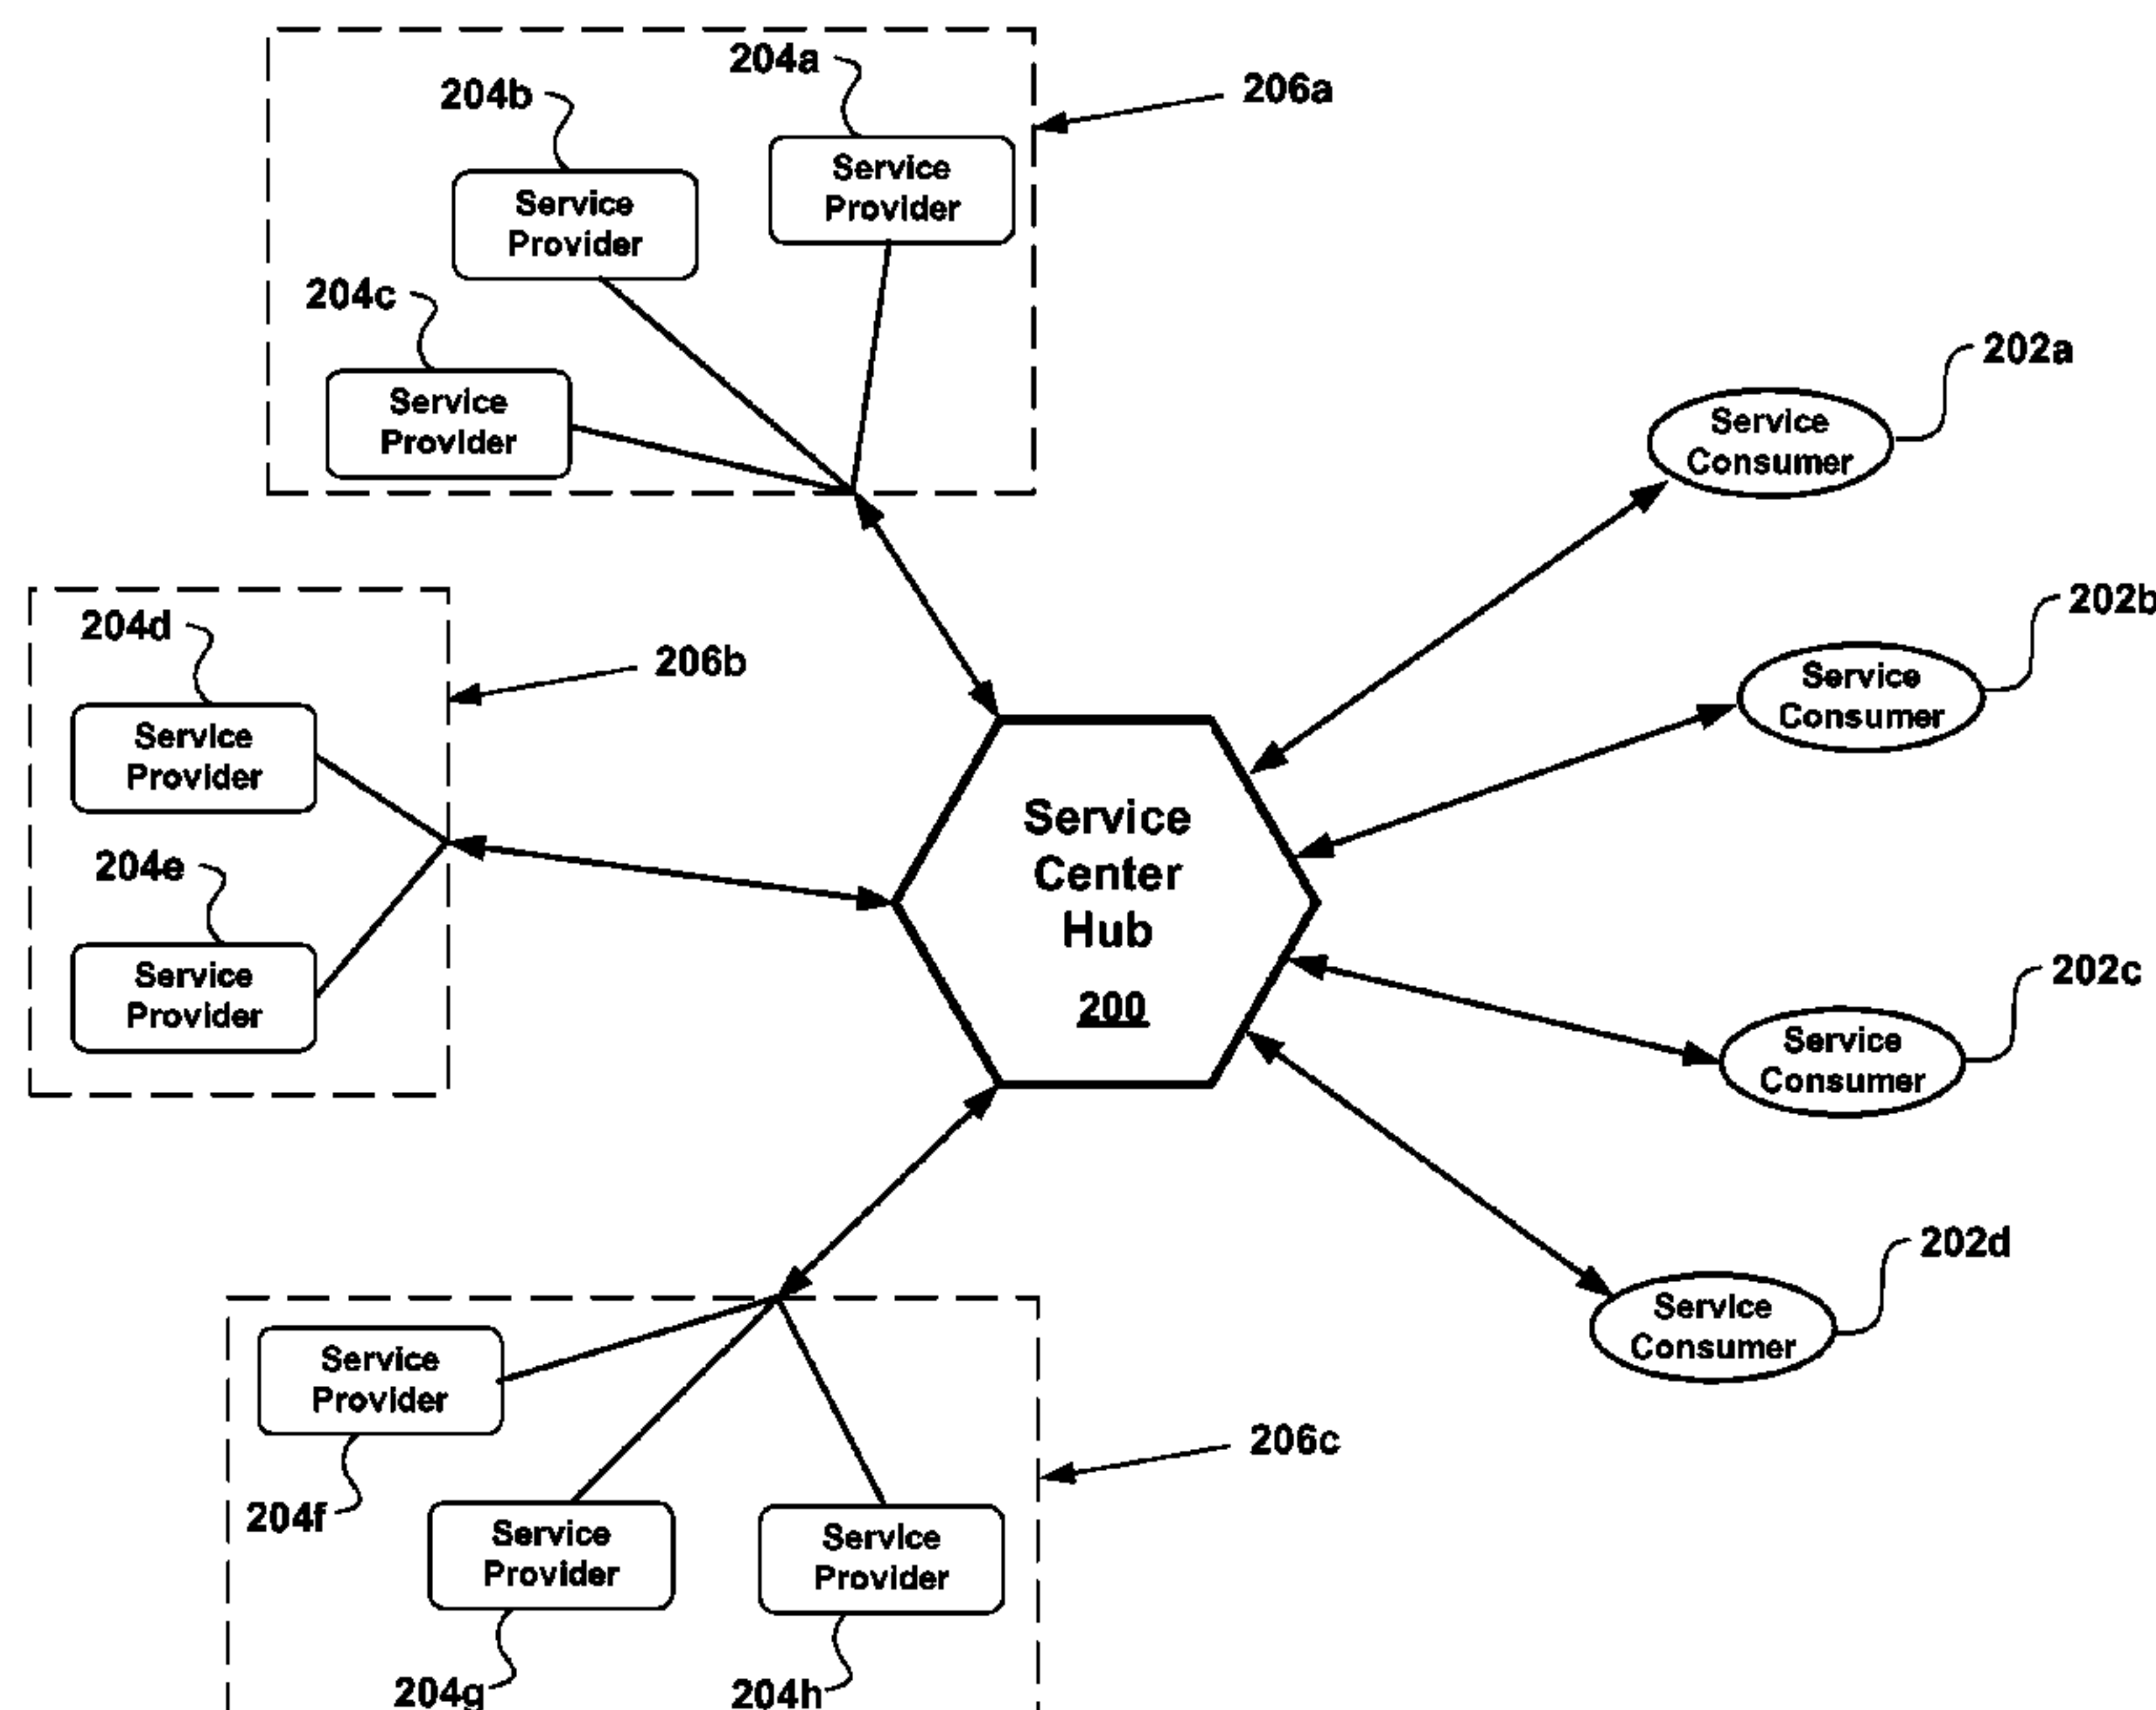 204a
206a
204b
Service
Provider
Service
Provider
204c
Service
Provider
202a
Service
Consumer
204d
206b
Service
Provider
202b
Service
Consumer
204e
Service
Provider
Service
Center
Hub
200
202c
Service
Consumer
202d
Service
Consumer
Service
Provider
206c
204f
Service
Provider
Service
Provider
204g
204h